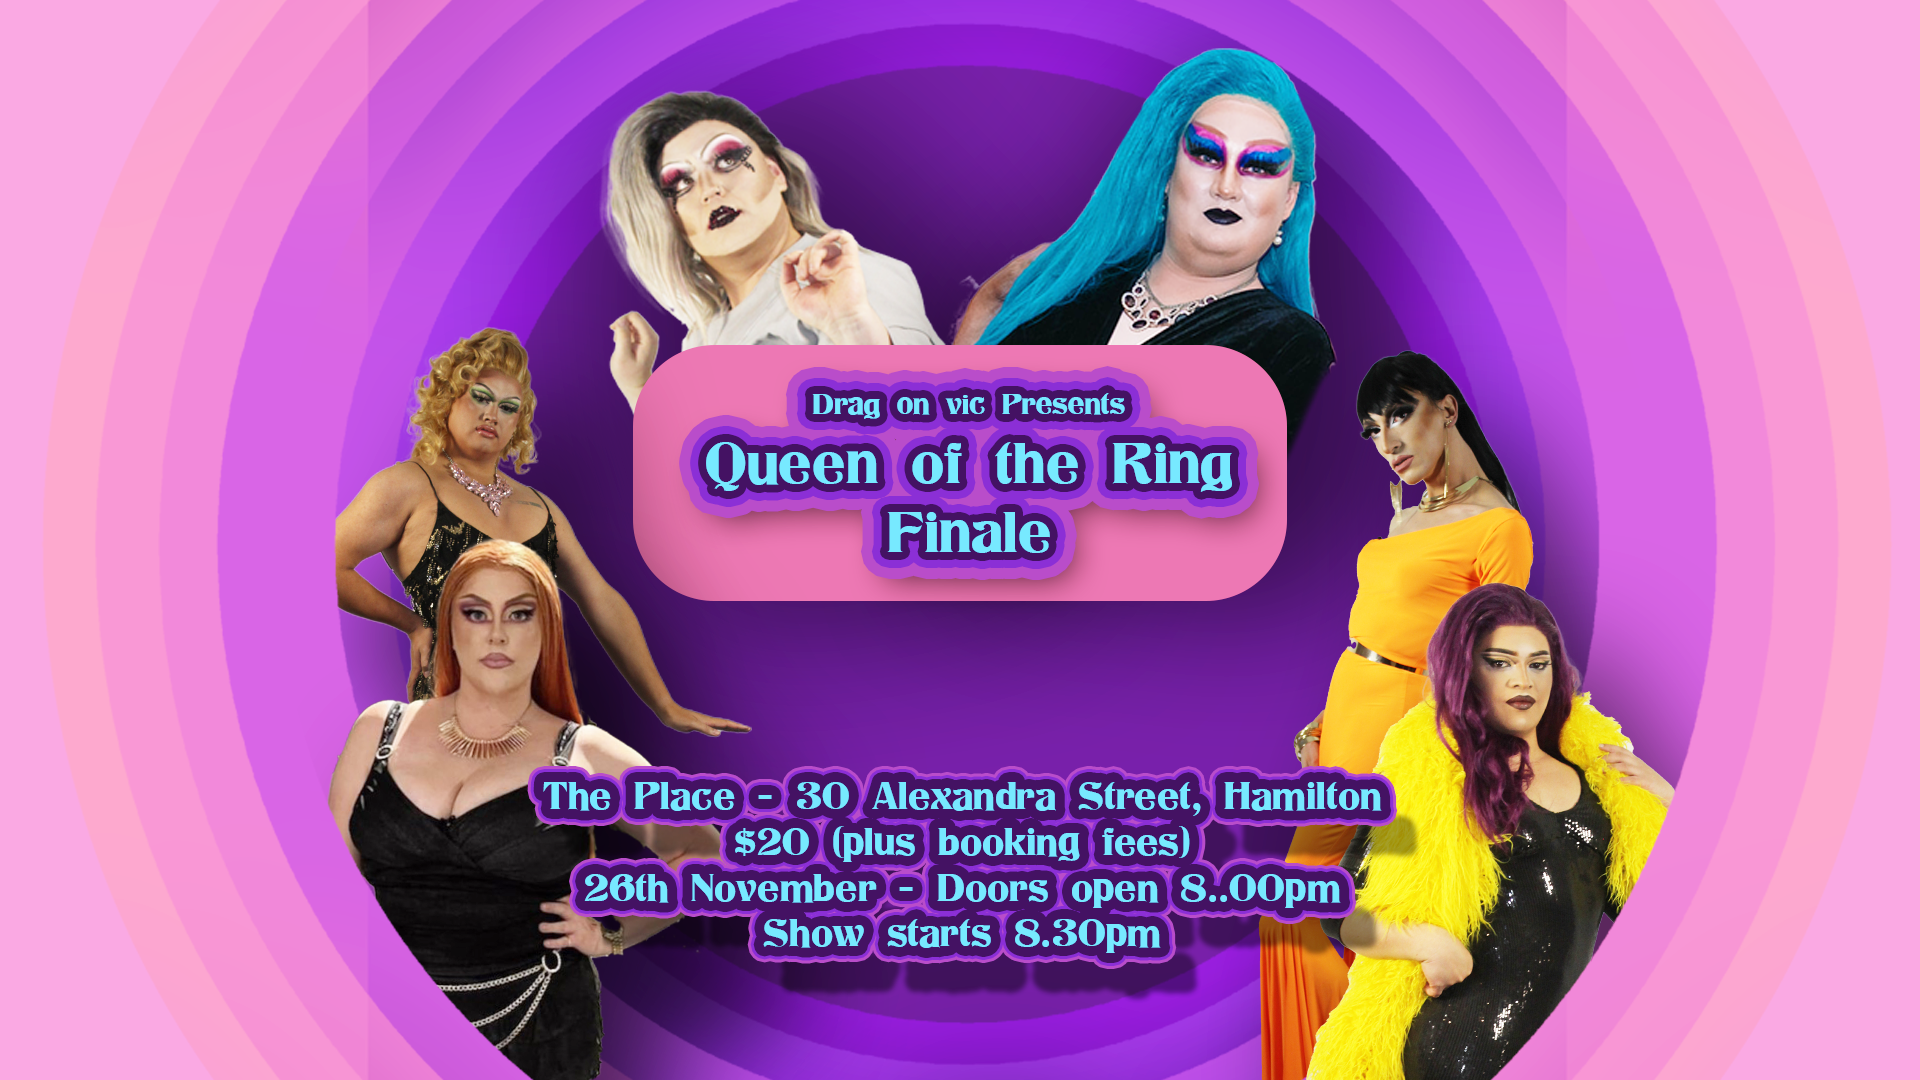 Drag on vic Presents
Queen of the Ring
Finale
The Place - 30 Alexandra Street, Hamilton
$20 (plus booking fees)
26th November - Doors open 8..00pm
Show starts 8.30pm